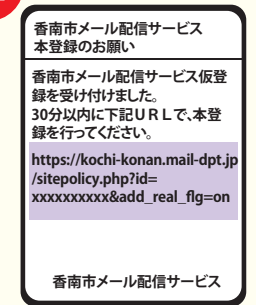 香南市メール配信サービス
本登録のお願い
香南市メール配信サービス仮登
録を受け付けました。
30分以内に下記ＵＲＬで、本登
録を行ってください。
https://kochi-konan.mail-dpt.jp
/sitepolicy.php?id=
xxxxxxxxxx&add_real_flg=on
香南市メール配信サービス